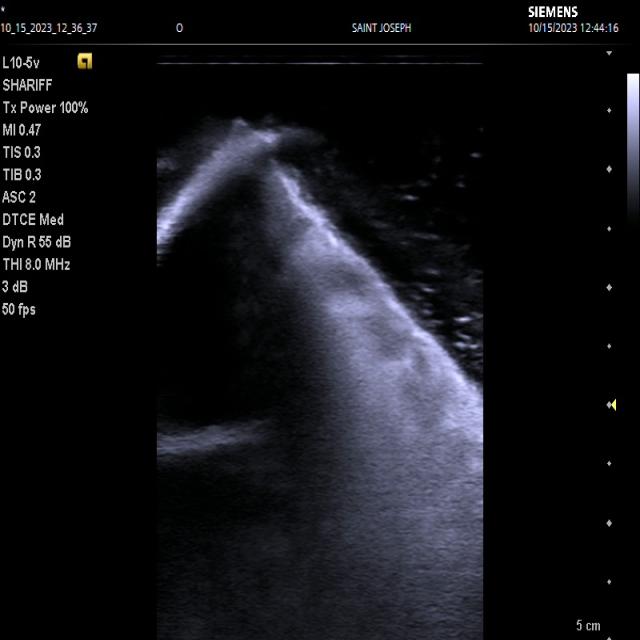 *
SIEMENS
10_15_2023_12_36_37 O SAINT JOSEPH 10/15/2023 12:44:16
L10-5v
SHARIFF
Tx Power 100%
MI 0.47
TIS 0.3
TIB 0.3
ASC 2
DTCE Med
Dyn R 55 dB
THI 8.0 MHz
3 dB
50 fps
5 cm